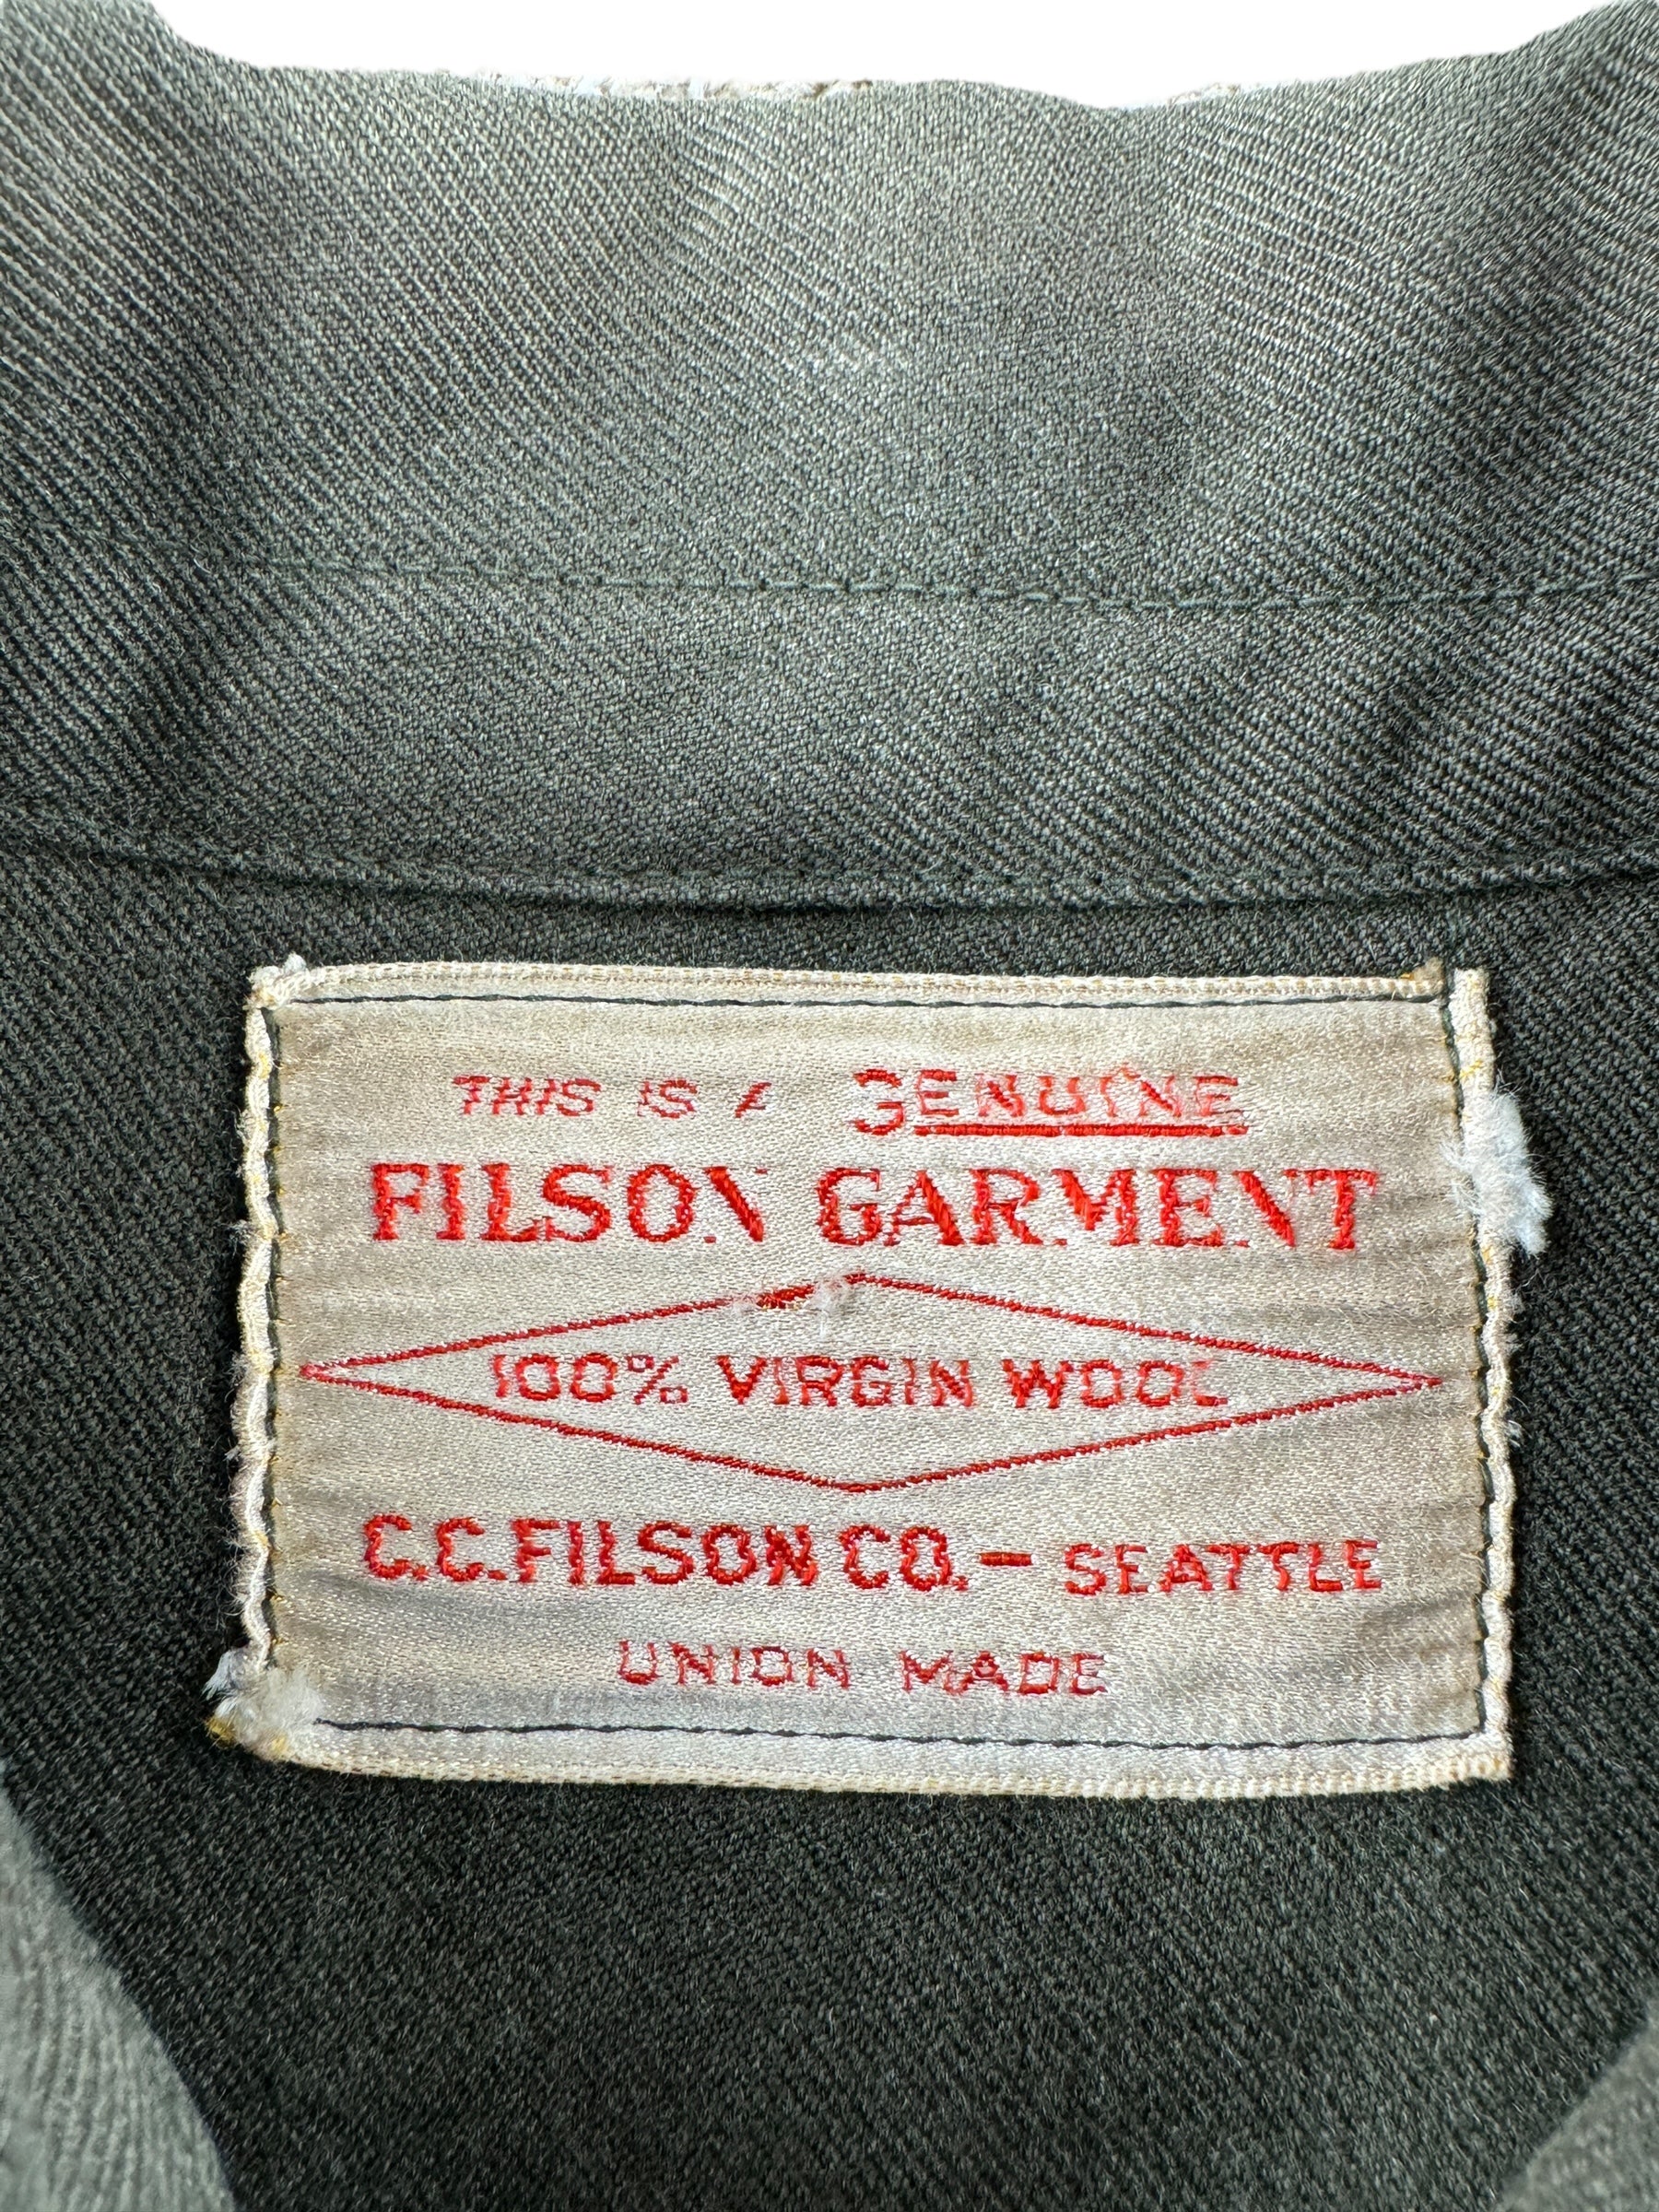 THIS IS A GENUINE
FILSON GARMENT
100% VIRGIN WOOL
C.C. FILSON CO. — SEATTLE
UNION MADE